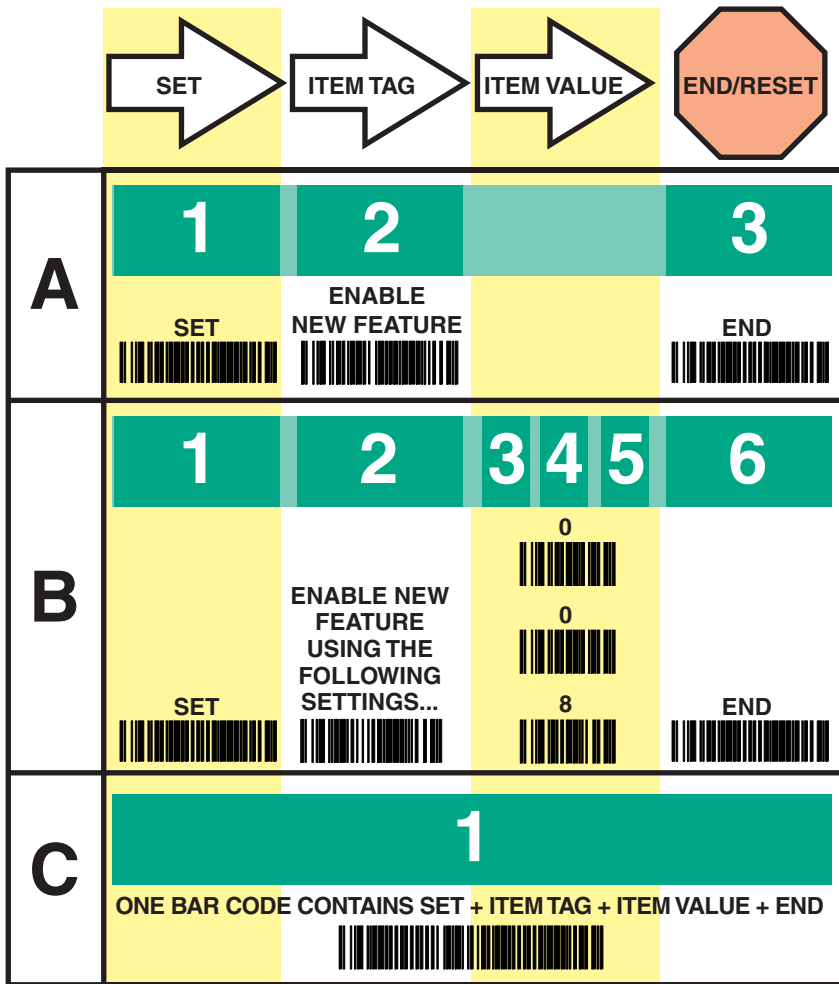 SET
ITEM TAG
ITEM VALUE
END/RESET
A
1
2
3
SET
ENABLE
NEW FEATURE
END
B
1
2
3
4
5
6
SET
ENABLE NEW
FEATURE
USING THE
FOLLOWING
SETTINGS...
0
0
8
END
C
1
ONE BAR CODE CONTAINS SET + ITEM TAG + ITEM VALUE + END